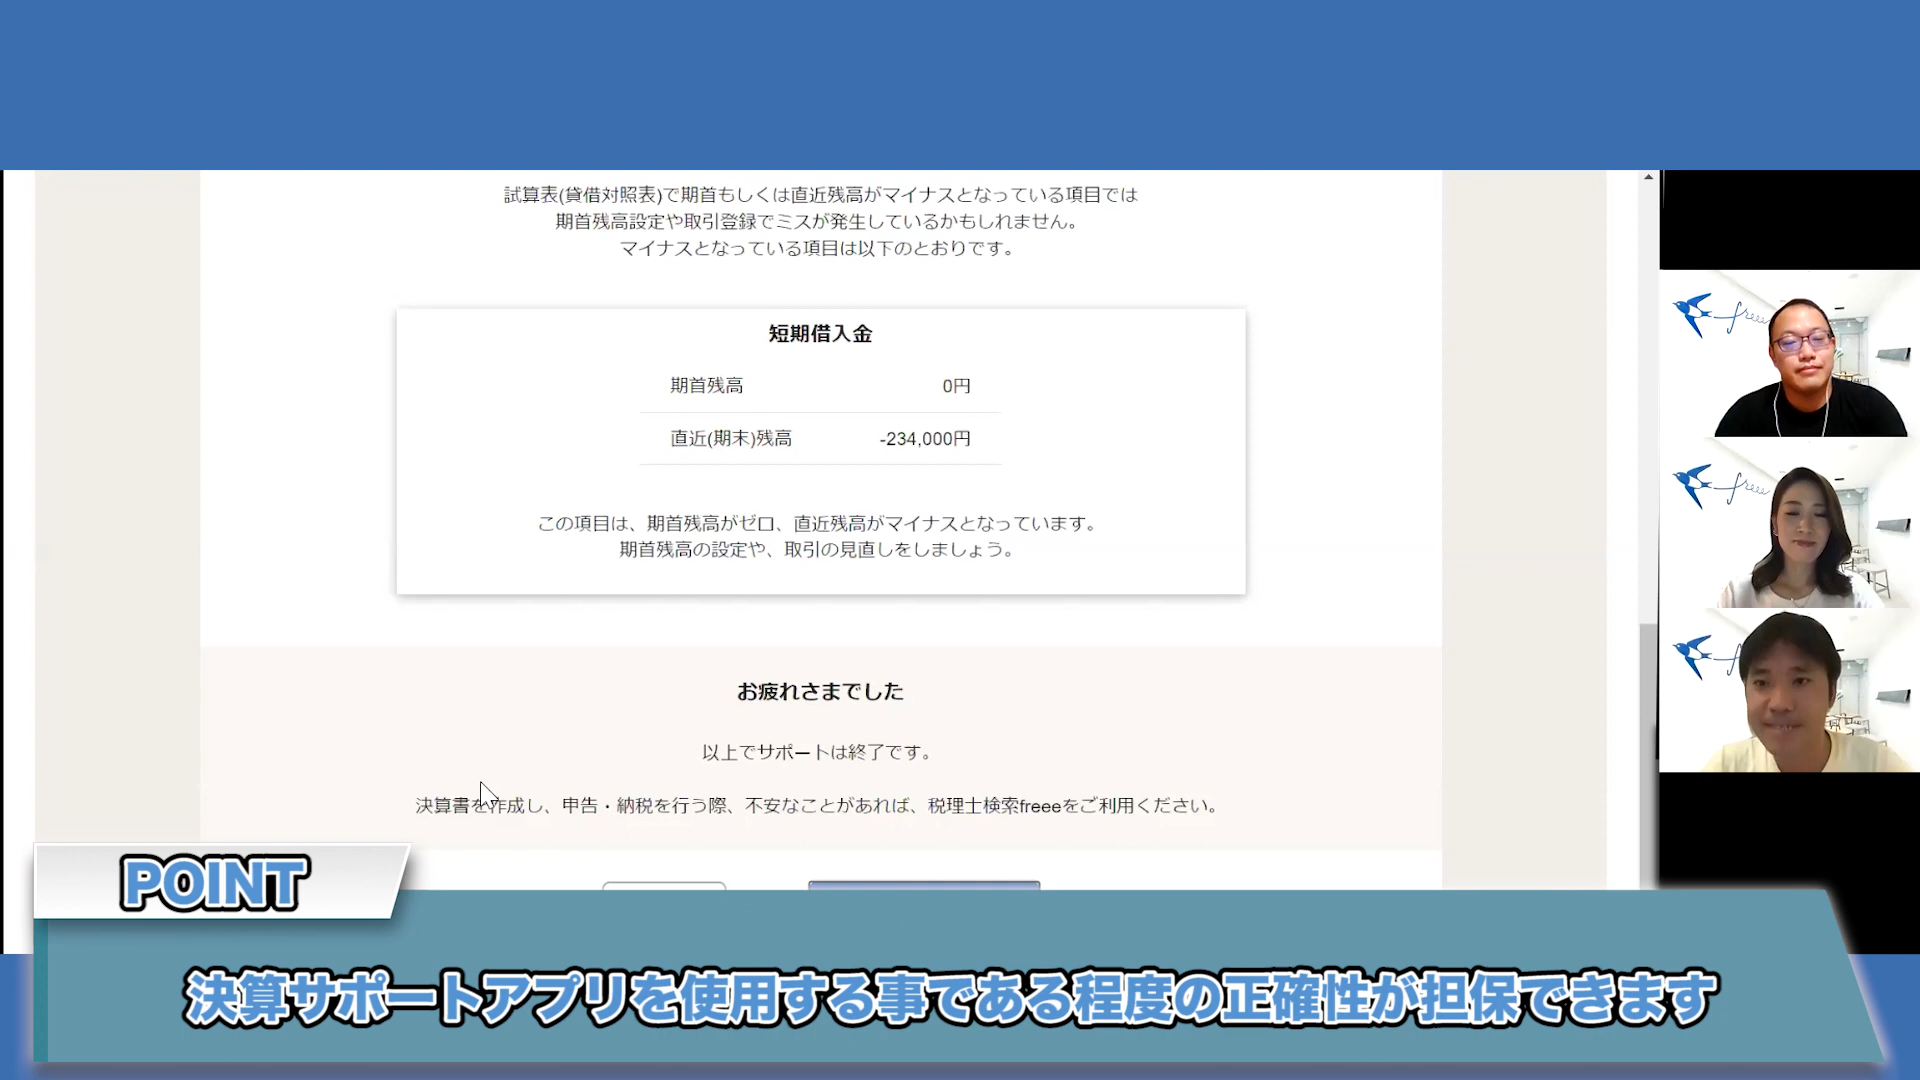 試算表(貸借対照表)で期首もしくは直近残高がマイナスとなっている項目では
期首残高設定や取引登録でミスが発生しているかもしれません。
マイナスとなっている項目は以下のとおりです。
短期借入金
期首残高 0円
直近(期末)残高 -234,000円
この項目は、期首残高がゼロ、直近残高がマイナスとなっています。
期首残高の設定や、取引の見直しをしましょう。
お疲れさまでした
以上でサポートは終了です。
決算書を作成し、申告・納税を行う際、不安なことがあれば、税理士検索freeeをご利用ください。
freee
freee
POINT
決算サポートアプリを使用する事である程度の正確性が担保できます